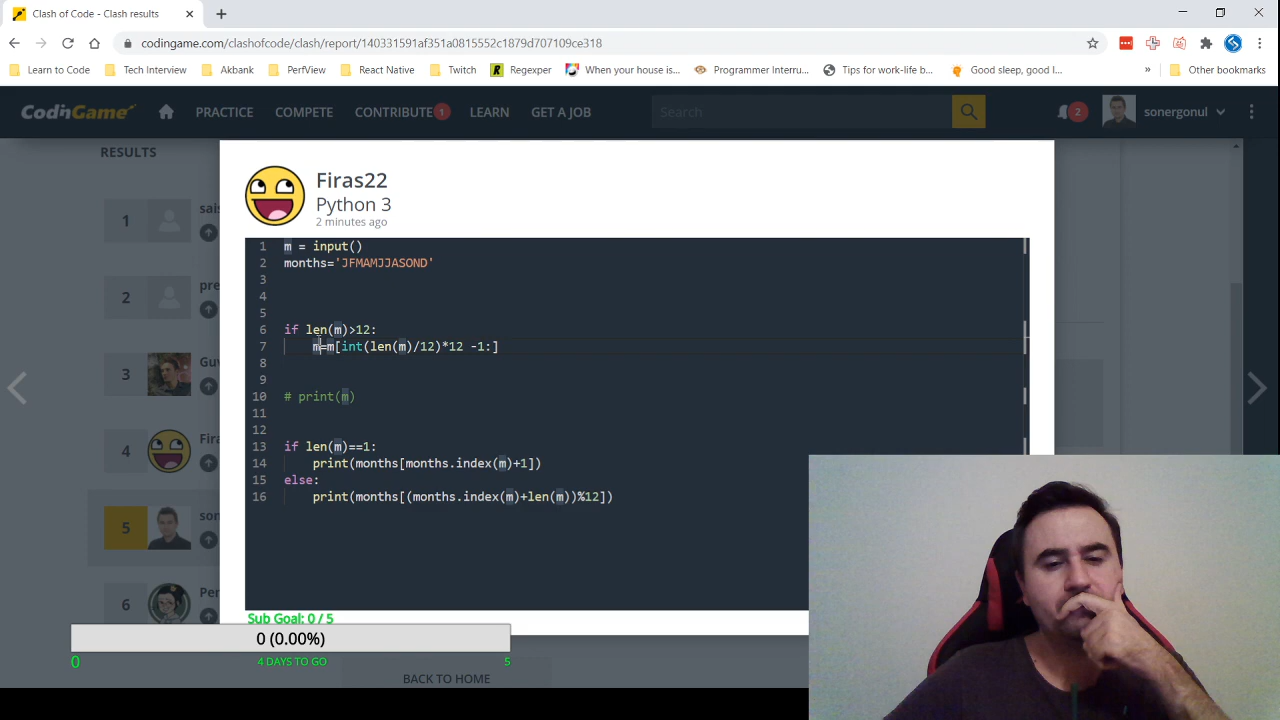 Clash of Code - Clash results
codingame.com/clashofcode/clash/report/140331591af351a0815552c1879d707109ce318
Learn to Code
Tech Interview
Akbank
PerfView
React Native
Twitch
Regexper
When your house is...
Programmer Interru...
Tips for work-life b...
Good sleep, good l...
»
Other bookmarks
CodinGame
PRACTICE
COMPETE
CONTRIBUTE 1
LEARN
GET A JOB
Search
2
sonergonul
RESULTS
1 sais
2 pre
3 Guv
4 Fira
5 son
6 Per
Firas22
Python 3
2 minutes ago
1 m = input()
2 months='JFMAMJJASOND'
3
4
5
6 if len(m)>12:
7 m=m[int(len(m)/12)*12 -1:]
8
9
10 # print(m)
11
12
13 if len(m)==1:
14 print(months[months.index(m)+1])
15 else:
16 print(months[(months.index(m)+len(m))%12])
Sub Goal: 0 / 5
0 (0.00%)
0 4 DAYS TO GO 5
BACK TO HOME